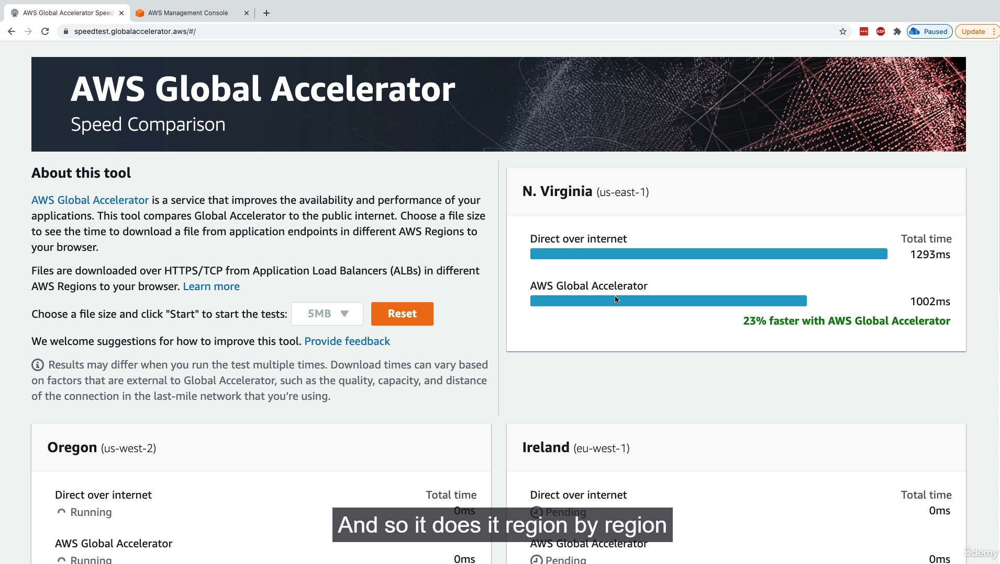 AWS Global Accelerator Speed
AWS Management Console
speedtest.globalaccelerator.aws/#/
ABP
Paused
Update
AWS Global Accelerator
Speed Comparison
About this tool
AWS Global Accelerator is a service that improves the availability and performance of your
applications. This tool compares Global Accelerator to the public internet. Choose a file size
to see the time to download a file from application endpoints in different AWS Regions to
your browser.
Files are downloaded over HTTPS/TCP from Application Load Balancers (ALBs) in different
AWS Regions to your browser. Learn more
Choose a file size and click "Start" to start the tests: 5MB Reset
We welcome suggestions for how to improve this tool. Provide feedback
Results may differ when you run the test multiple times. Download times can vary based
on factors that are external to Global Accelerator, such as the quality, capacity, and distance
of the connection in the last-mile network that you're using.
N. Virginia (us-east-1)
Direct over internet Total time
1293ms
AWS Global Accelerator
1002ms
23% faster with AWS Global Accelerator
Oregon (us-west-2)
Direct over internet Total time
Running 0ms
AWS Global Accelerator
Running 0ms
Ireland (eu-west-1)
Direct over internet Total time
Pending 0ms
AWS Global Accelerator
Pending 0ms
And so it does it region by region
ûdemy